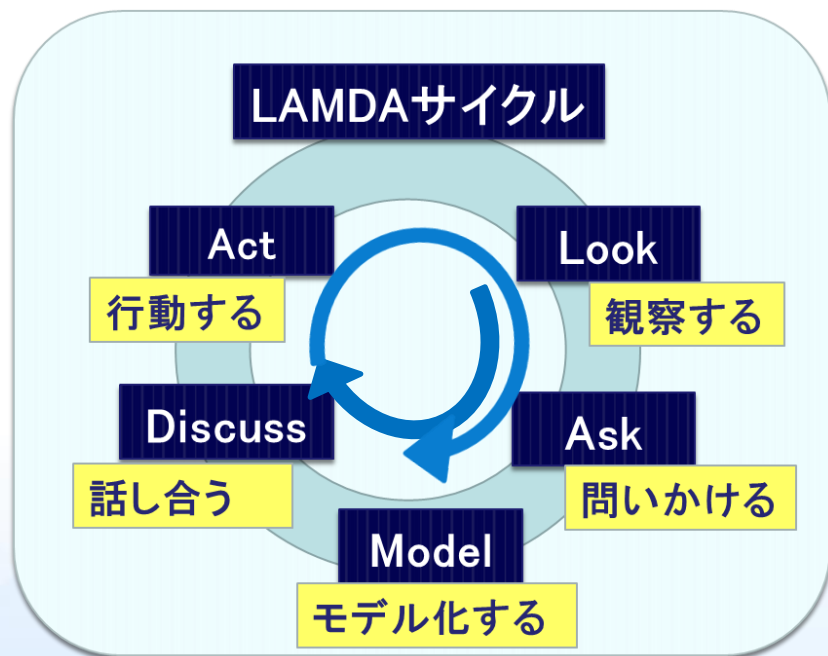 LAMDAサイクル
Look
観察する
Ask
問いかける
Model
モデル化する
Discuss
話し合う
Act
行動する